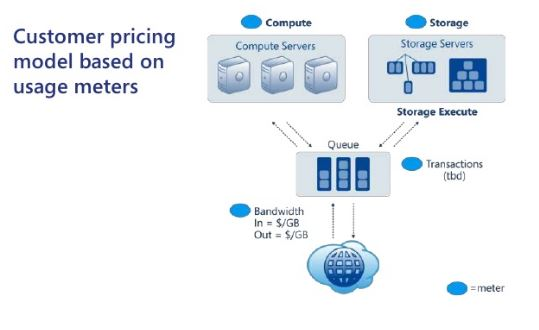 Customer pricing
model based on
usage meters
Compute
Compute Servers
Storage
Storage Servers
Storage Execute
Queue
Transactions
(tbd)
Bandwidth
In = $/GB
Out = $/GB
=meter